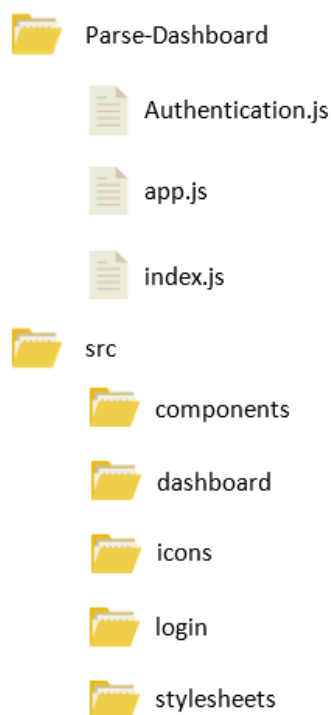 Parse-Dashboard
Authentication.js
app.js
index.js
src
components
dashboard
icons
login
stylesheets